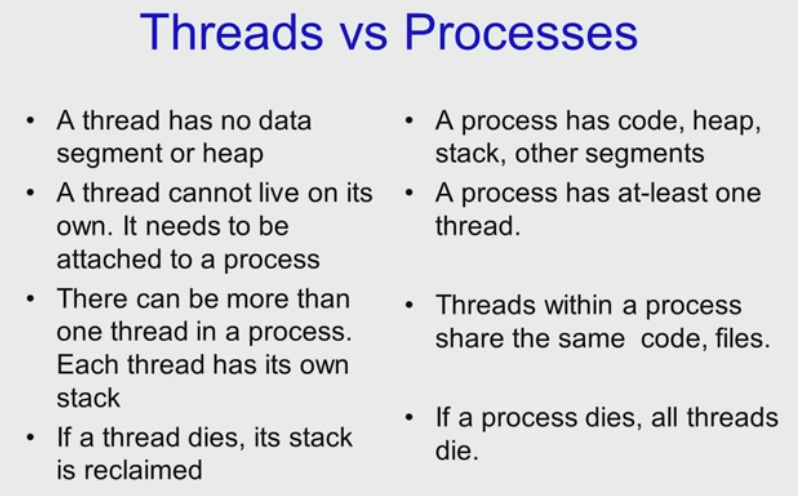 Threads vs Processes
• A thread has no data
segment or heap
• A thread cannot live on its
own. It needs to be
attached to a process
• There can be more than
one thread in a process.
Each thread has its own
stack
• If a thread dies, its stack
is reclaimed
• A process has code, heap,
stack, other segments
• A process has at-least one
thread.
• Threads within a process
share the same code, files.
• If a process dies, all threads
die.